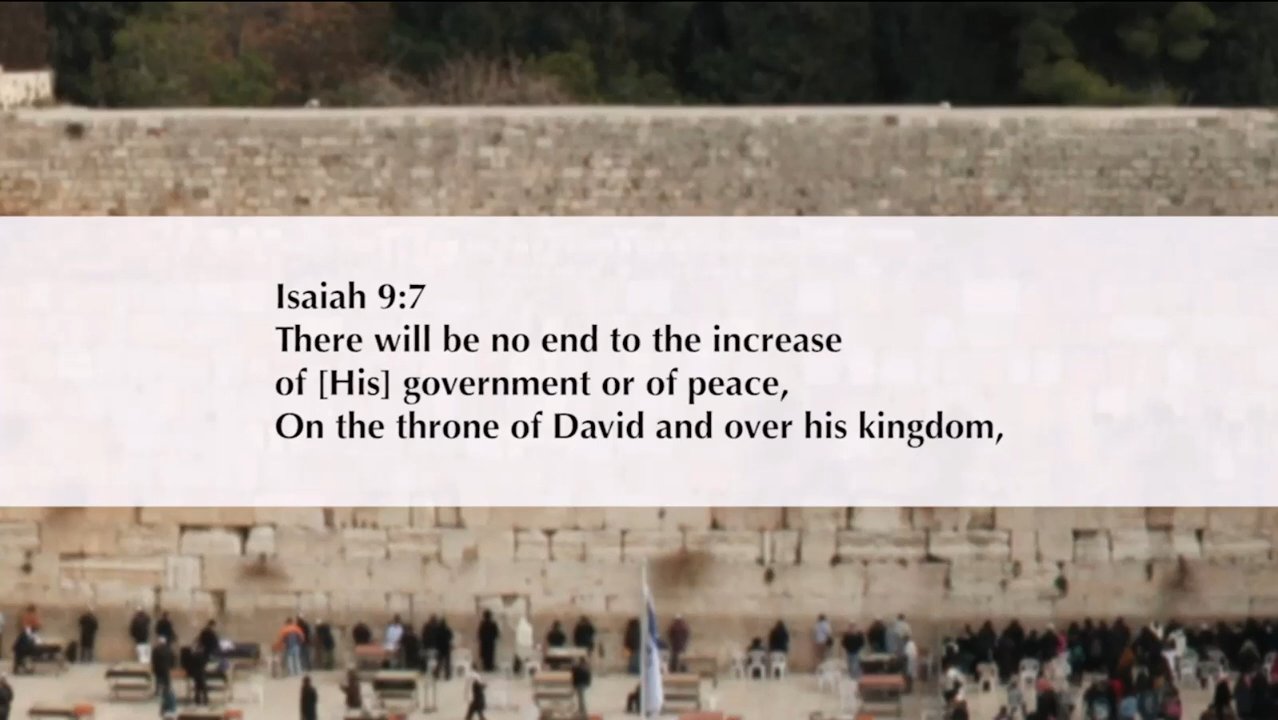 Isaiah 9:7
There will be no end to the increase
of [His] government or of peace,
On the throne of David and over his kingdom,